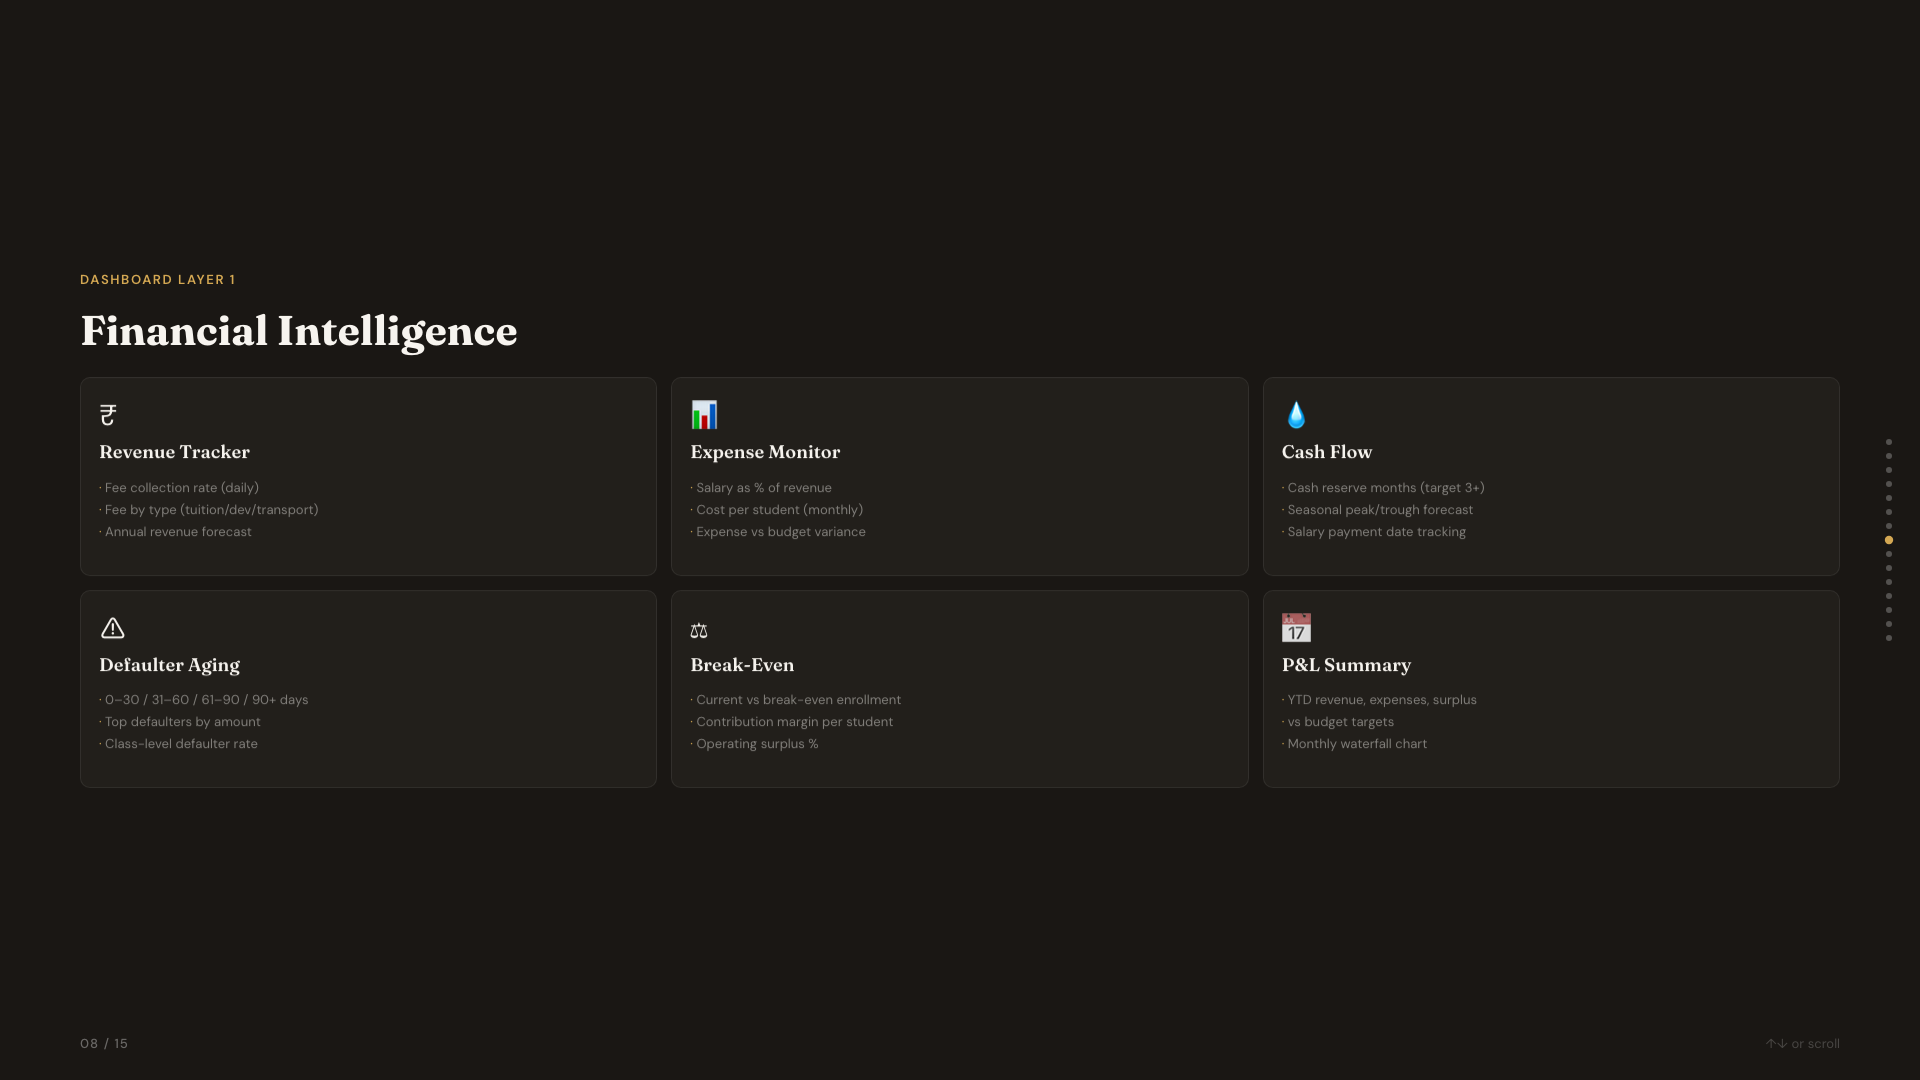 DASHBOARD LAYER 1
Financial Intelligence
₹
Revenue Tracker
· Fee collection rate (daily)
· Fee by type (tuition/dev/transport)
· Annual revenue forecast
📊
Expense Monitor
· Salary as % of revenue
· Cost per student (monthly)
· Expense vs budget variance
💧
Cash Flow
· Cash reserve months (target 3+)
· Seasonal peak/trough forecast
· Salary payment date tracking
⚠
Defaulter Aging
· 0–30 / 31–60 / 61–90 / 90+ days
· Top defaulters by amount
· Class-level defaulter rate
⚖
Break-Even
· Current vs break-even enrollment
· Contribution margin per student
· Operating surplus %
JUL
17
P&L Summary
· YTD revenue, expenses, surplus
· vs budget targets
· Monthly waterfall chart
08 / 15
↑↓ or scroll